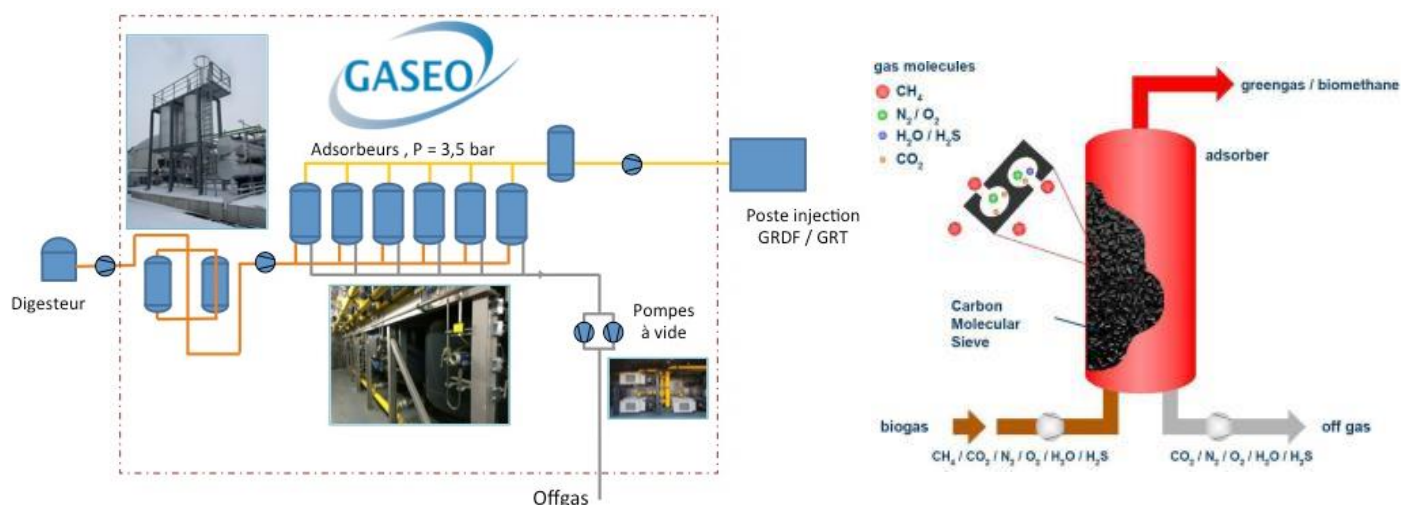 GASEO
Adsorbeurs , P = 3,5 bar
Digesteur
Poste injection
GRDF / GRT
Pompes
à vide
Offgas
gas molecules
CH₄
N₂ / O₂
H₂O / H₂S
CO₂
greengas / biomethane
adsorber
Carbon
Molecular
Sieve
biogas
CH₄ / CO₂ / N₂ / O₂ / H₂O / H₂S
off gas
CO₂ / N₂ / O₂ / H₂O / H₂S